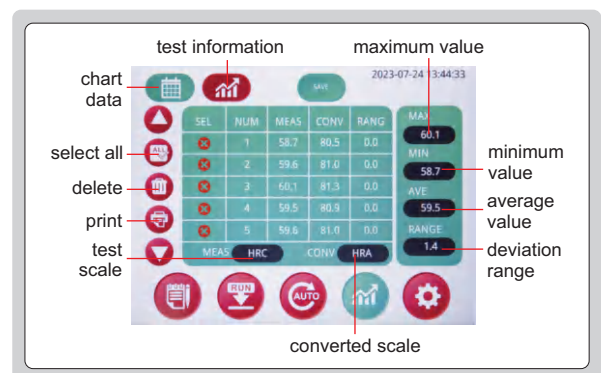 test information
maximum value
chart
data
SAVE
2023-07-24 13:44:33
SEL NUM MEAS CONV RANG
MAX
60.1
select all
ALL
1 58.7 80.5 0.0
MIN
58.7
minimum
value
delete
2 59.6 81.0 0.0
3 60.1 81.3 0.0
AVE
59.5
average
value
print
4 59.5 80.9 0.0
RANGE
1.4
deviation
range
5 59.6 81.0 0.0
test
scale
MEAS HRC CONV HRA
RUN
AUTO
converted scale